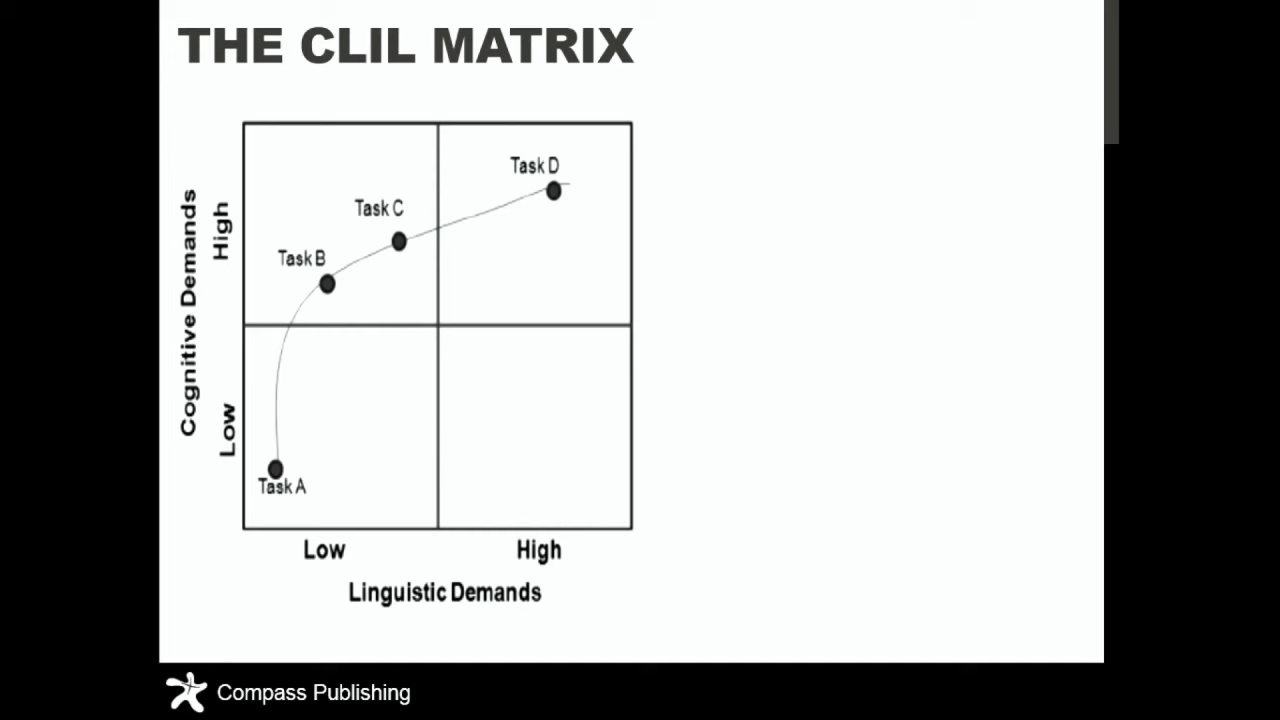 THE CLIL MATRIX
Task D
Task C
Task B
Task A
Cognitive Demands
High
Low
Low
High
Linguistic Demands
Compass Publishing